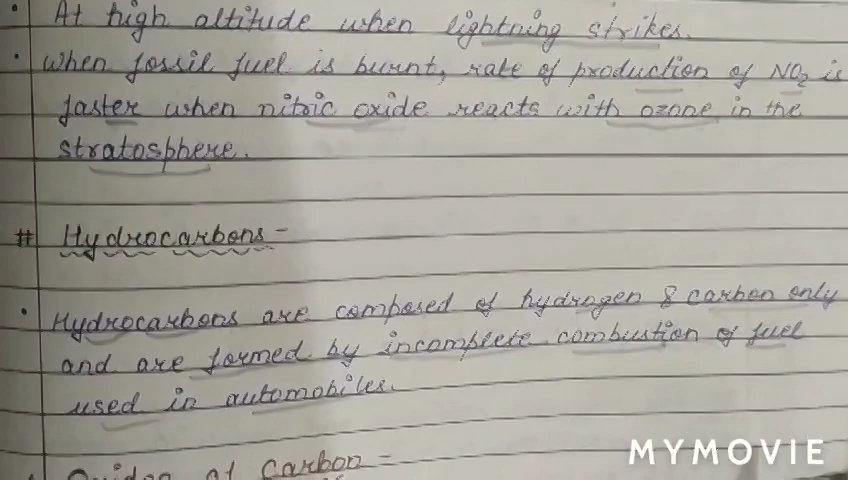 • At high altitude when lightning strikes.
• When fossil fuel is burnt, rate of production of NO2 is
faster when nitric oxide reacts with ozone in the
stratosphere.
# Hydrocarbons -
• Hydrocarbons are composed of hydrogen & carbon only
and are formed by incomplete combustion of fuel
used in automobiles.
Oxides of Carbon -
MYMOVIE